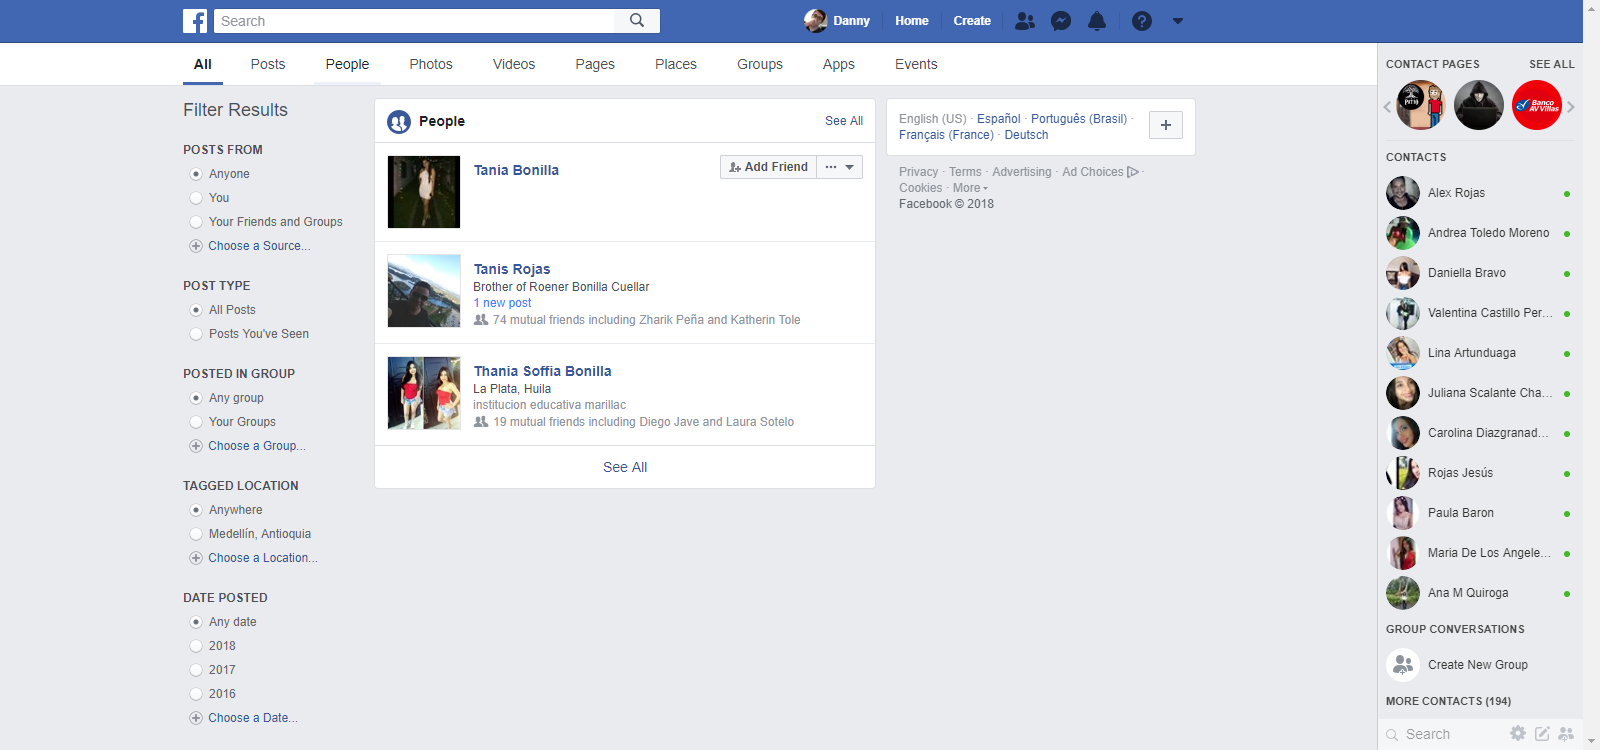 Search
Danny
Home
Create
All
Posts
People
Photos
Videos
Pages
Places
Groups
Apps
Events
Filter Results
POSTS FROM
Anyone
You
Your Friends and Groups
Choose a Source...
POST TYPE
All Posts
Posts You've Seen
POSTED IN GROUP
Any group
Your Groups
Choose a Group...
TAGGED LOCATION
Anywhere
Medellín, Antioquia
Choose a Location...
DATE POSTED
Any date
2018
2017
2016
Choose a Date...
People
See All
Tania Bonilla
Add Friend
Tanis Rojas
Brother of Roener Bonilla Cuellar
1 new post
74 mutual friends including Zharik Peña and Katherin Tole
Thania Soffia Bonilla
La Plata, Huila
institucion educativa marillac
19 mutual friends including Diego Jave and Laura Sotelo
See All
English (US) · Español · Português (Brasil) ·
Français (France) · Deutsch
Privacy · Terms · Advertising · Ad Choices ·
Cookies · More
Facebook © 2018
CONTACT PAGES
SEE ALL
Banco
AV Villas
CONTACTS
Alex Rojas
Andrea Toledo Moreno
Daniella Bravo
Valentina Castillo Per...
Lina Artunduaga
Juliana Scalante Cha...
Carolina Diazgranad...
Rojas Jesús
Paula Baron
Maria De Los Angele...
Ana M Quiroga
GROUP CONVERSATIONS
Create New Group
MORE CONTACTS (194)
Search